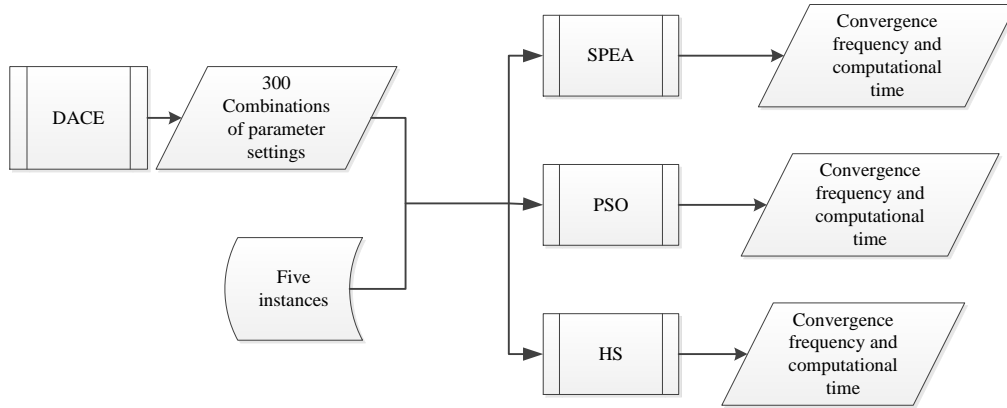 DACE
300
Combinations
of parameter
settings
Five
instances
SPEA
Convergence
frequency and
computational
time
PSO
Convergence
frequency and
computational
time
HS
Convergence
frequency and
computational
time